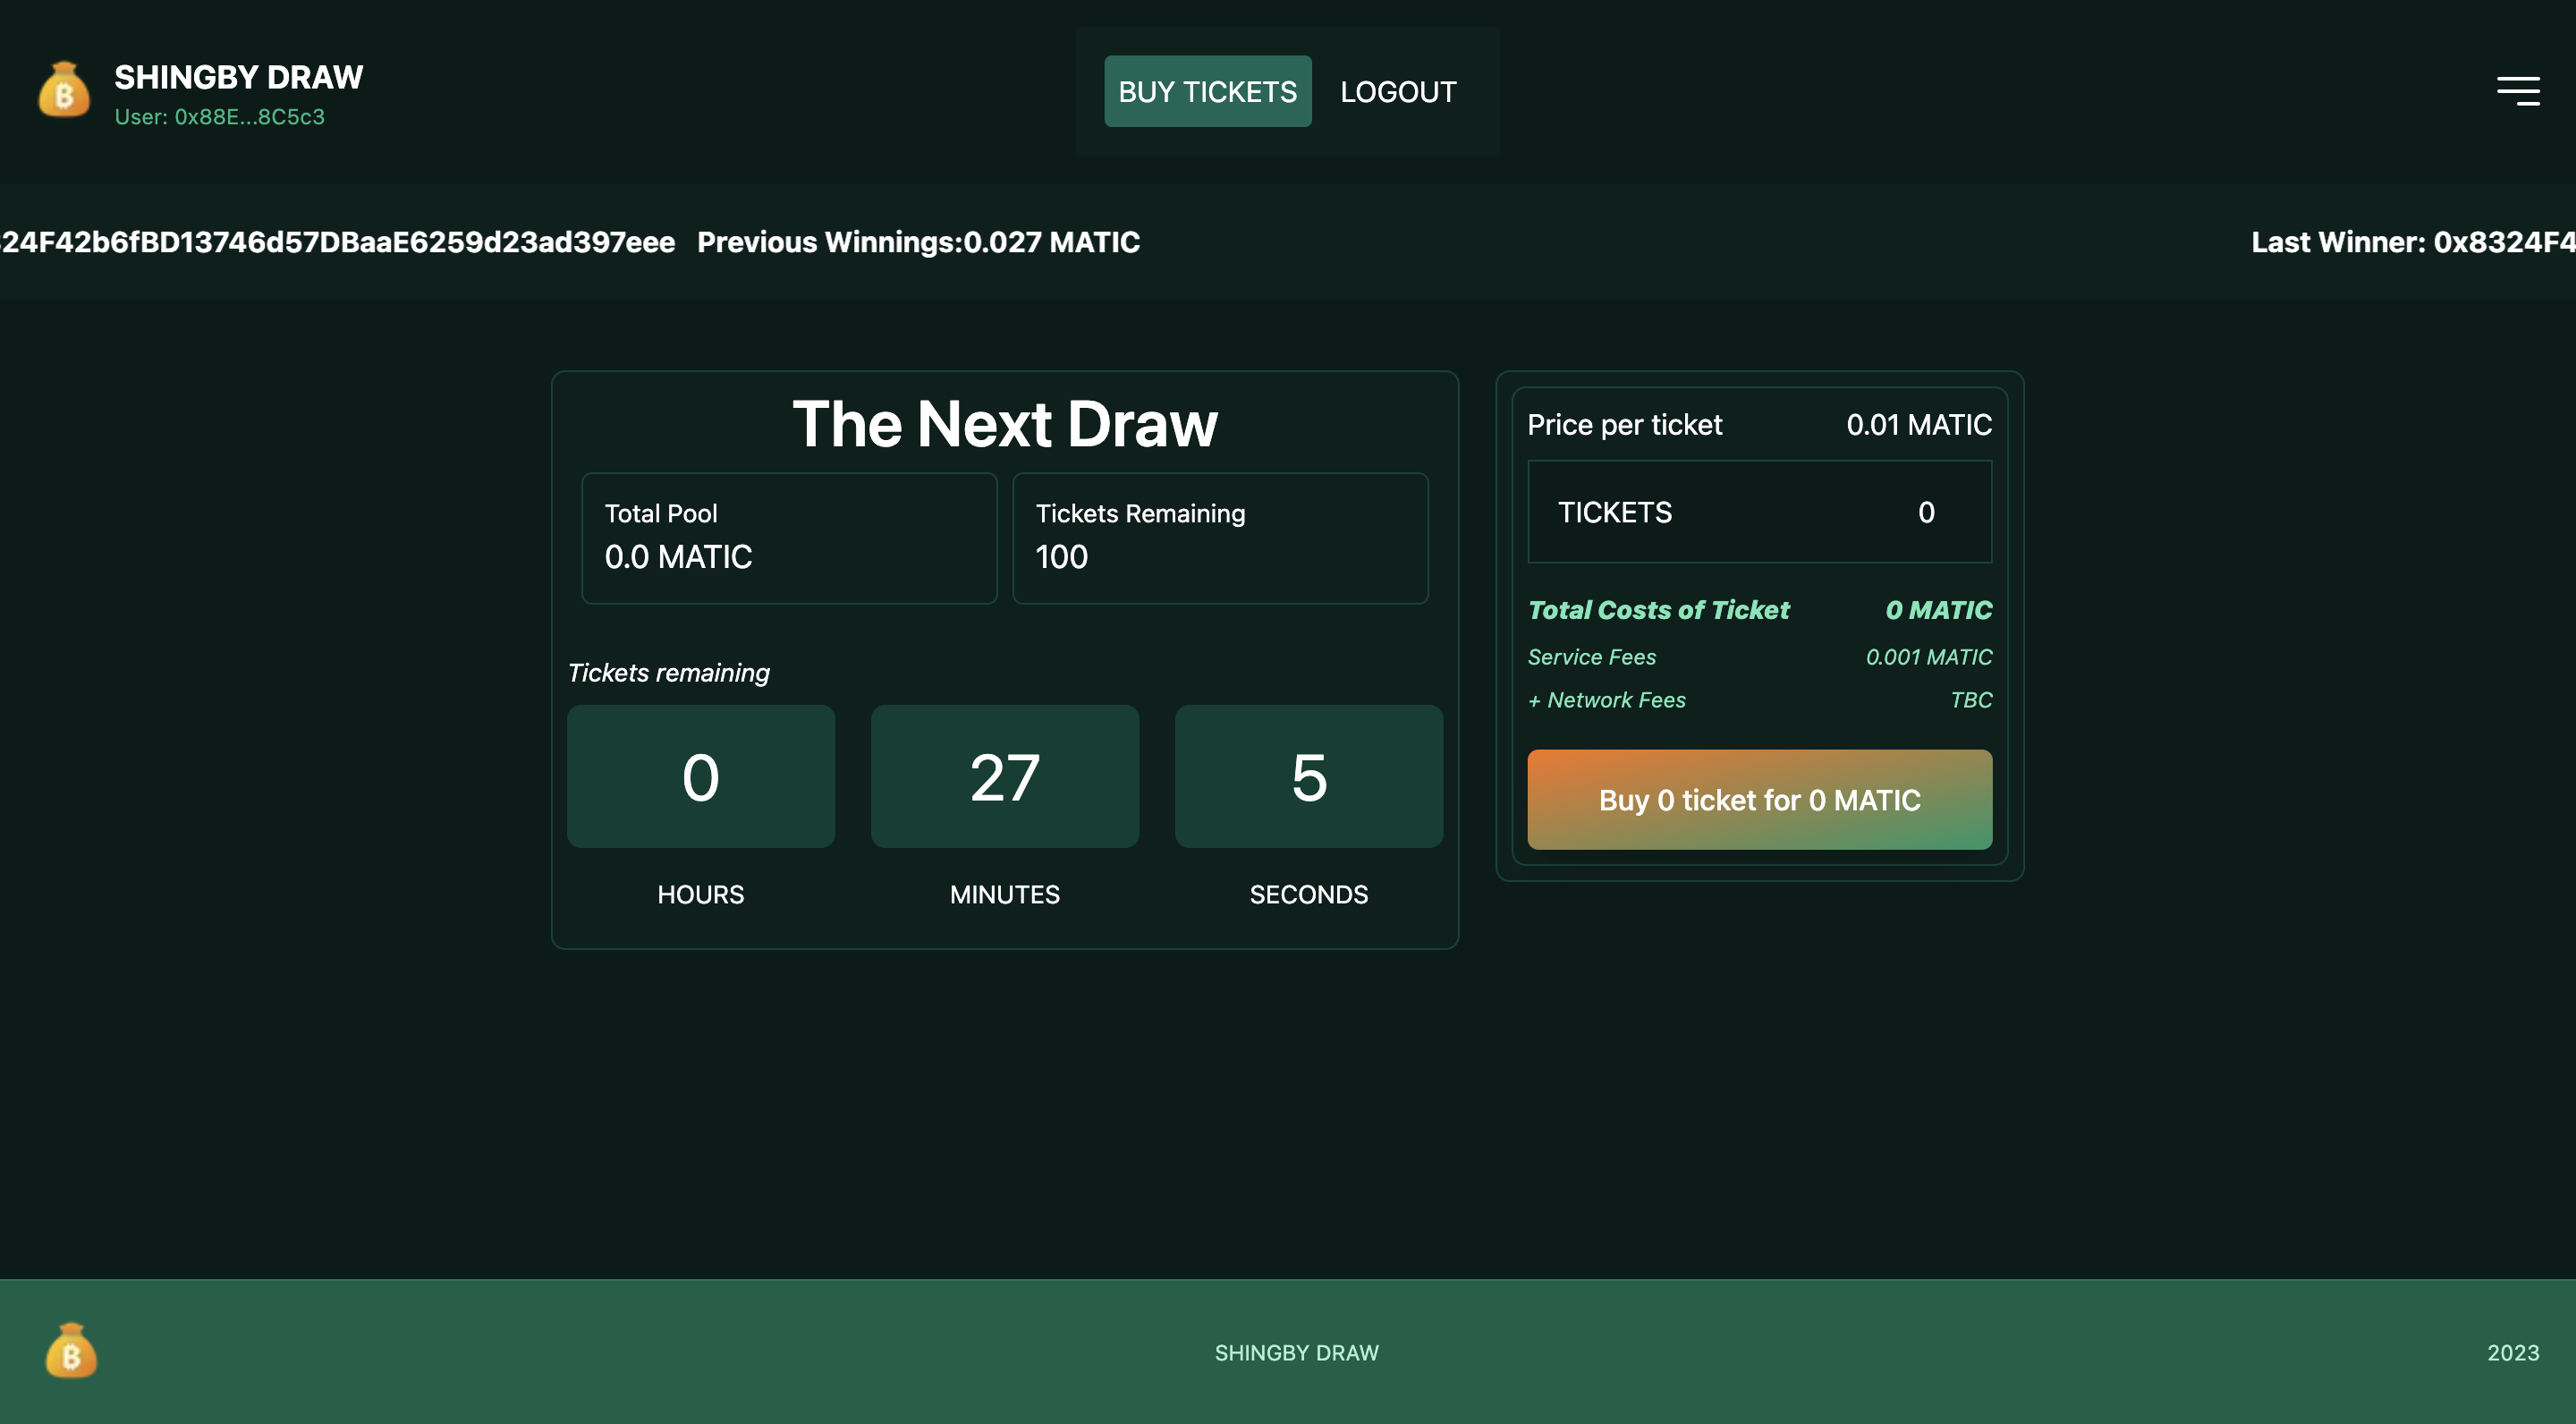 SHINGBY DRAW
User: 0x88E...8C5c3
BUY TICKETS
LOGOUT
24F42b6fBD13746d57DBaaE6259d23ad397eee Previous Winnings:0.027 MATIC
Last Winner: 0x8324F4
The Next Draw
Total Pool
0.0 MATIC
Tickets Remaining
100
Tickets remaining
0
27
5
HOURS
MINUTES
SECONDS
Price per ticket 0.01 MATIC
TICKETS 0
Total Costs of Ticket 0 MATIC
Service Fees 0.001 MATIC
+ Network Fees TBC
Buy 0 ticket for 0 MATIC
SHINGBY DRAW
2023